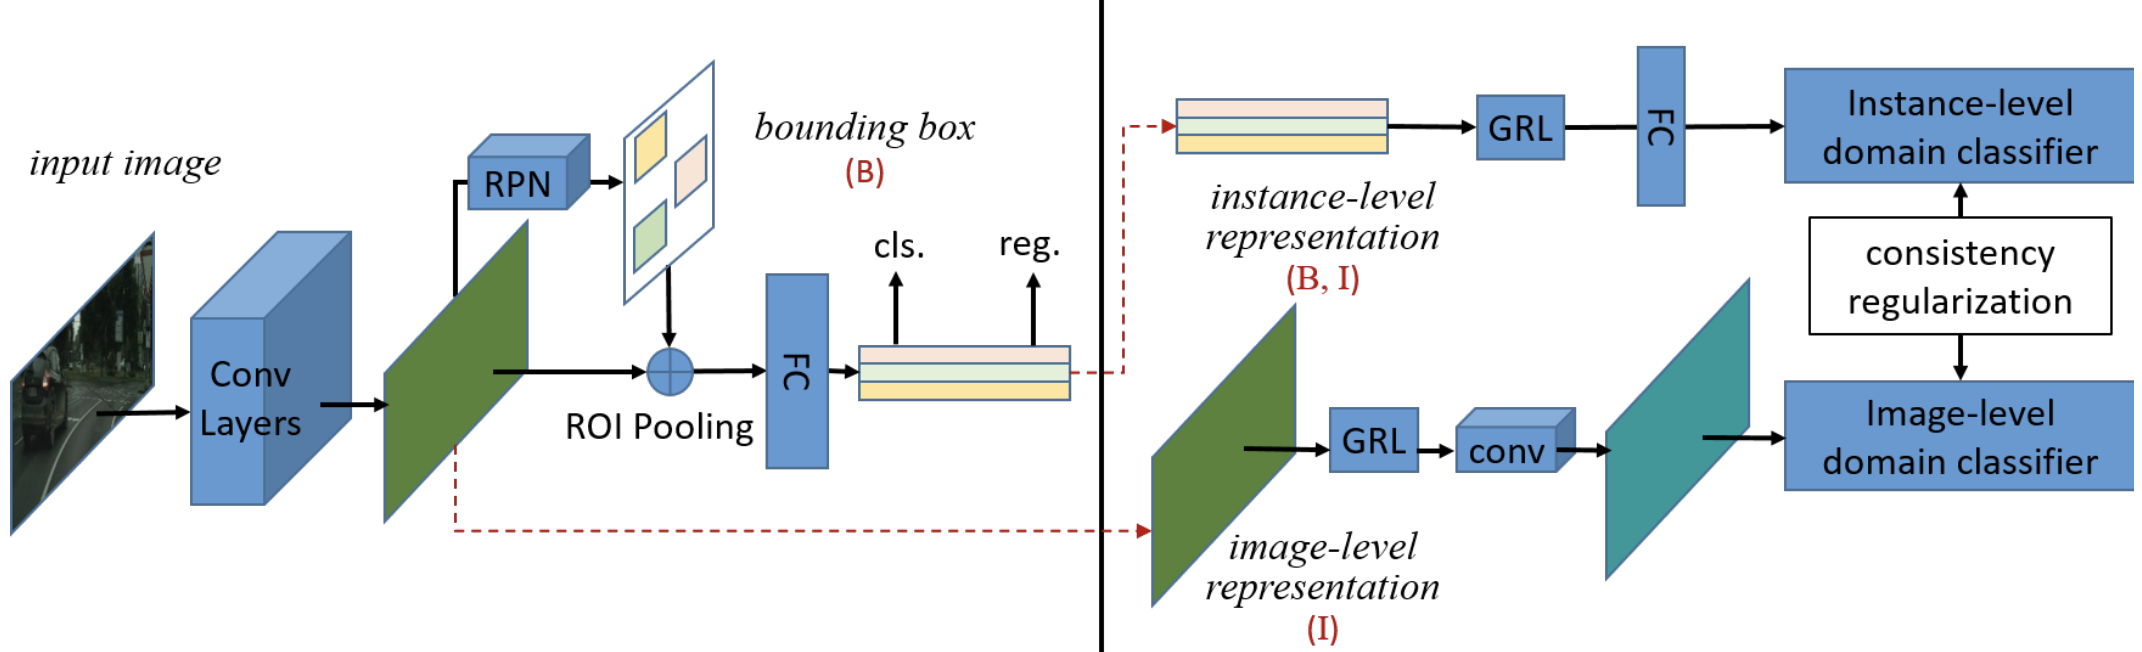 input image
Conv
Layers
RPN
bounding box
(B)
cls.
reg.
ROI Pooling
FC
instance-level
representation
(B, I)
GRL
FC
Instance-level
domain classifier
consistency
regularization
image-level
representation
(I)
GRL
conv
Image-level
domain classifier